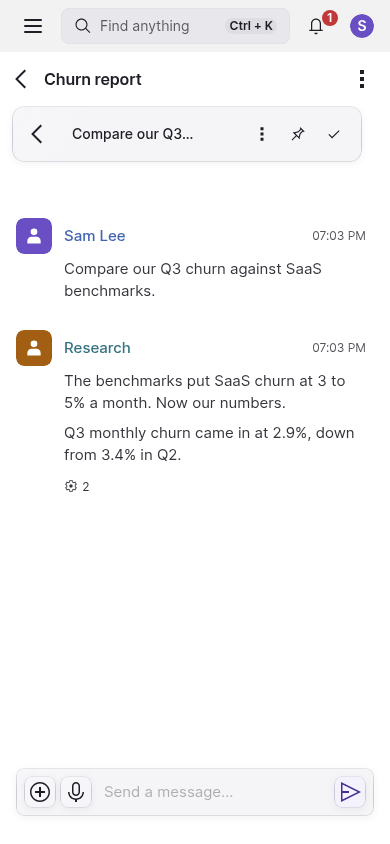 Find anything
Ctrl + K
1
S
Churn report
Compare our Q3...
Sam Lee
07:03 PM
Compare our Q3 churn against SaaS
benchmarks.
Research
07:03 PM
The benchmarks put SaaS churn at 3 to
5% a month. Now our numbers.
Q3 monthly churn came in at 2.9%, down
from 3.4% in Q2.
2
Send a message...